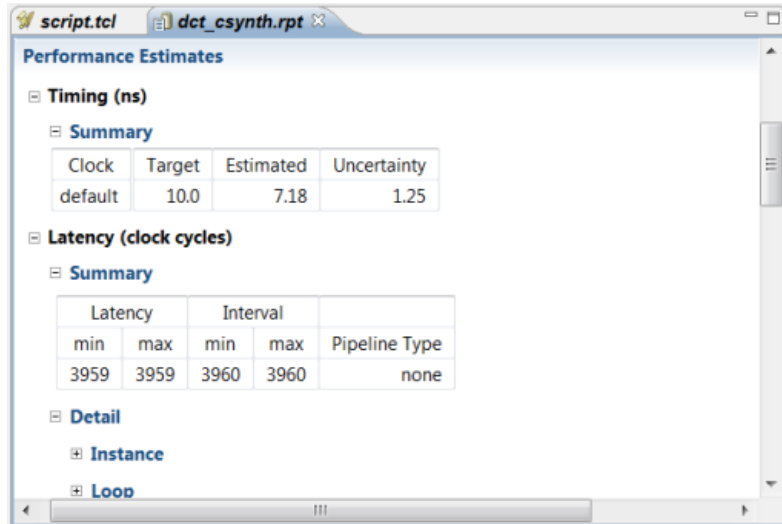 script.tcl dct_csynth.rpt
Performance Estimates
Timing (ns)
Summary
Clock Target Estimated Uncertainty
default 10.0 7.18 1.25
Latency (clock cycles)
Summary
Latency Interval
min max min max Pipeline Type
3959 3959 3960 3960 none
Detail
Instance
Loop